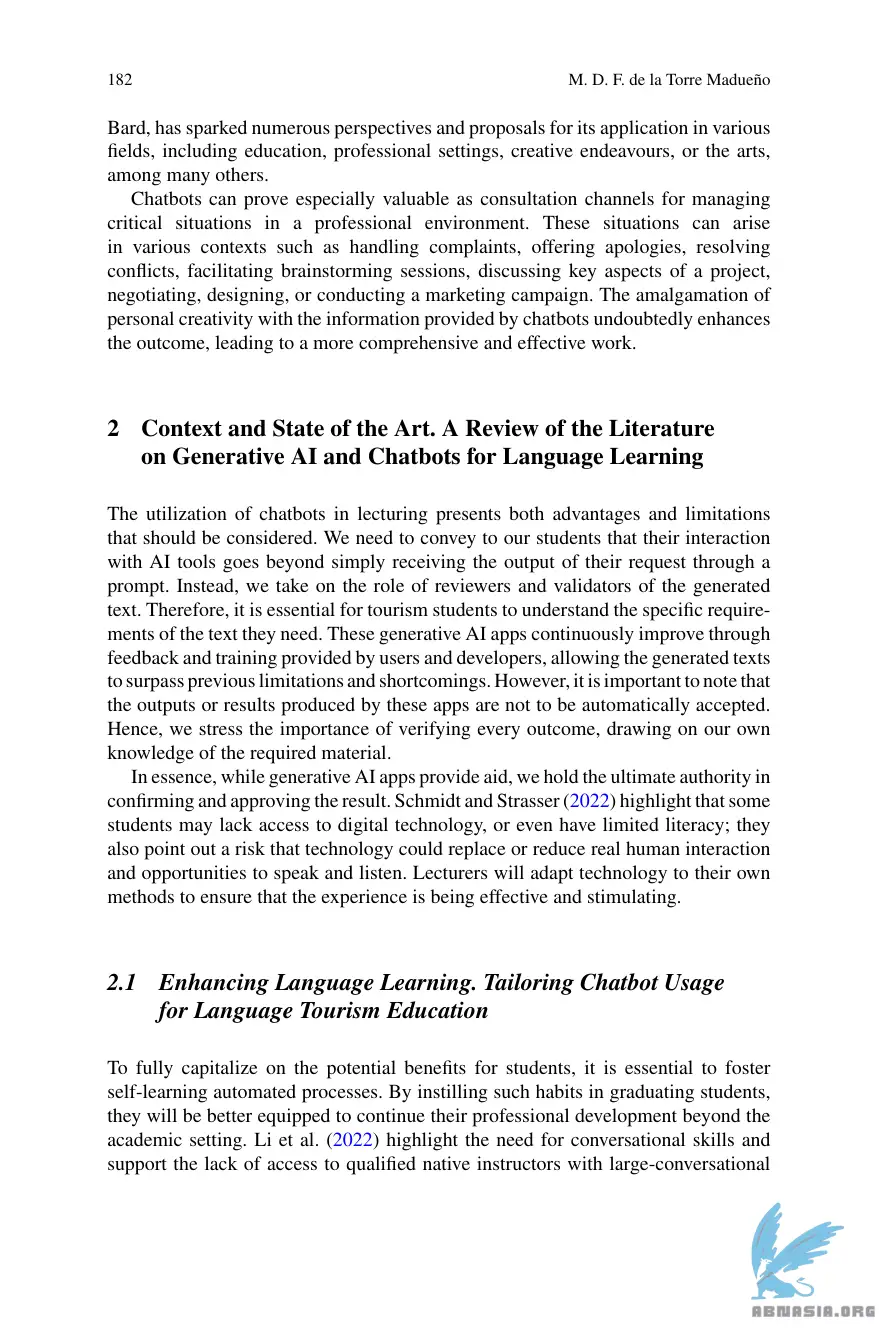 182
M. D. F. de la Torre Madueño
Bard, has sparked numerous perspectives and proposals for its application in various
fields, including education, professional settings, creative endeavours, or the arts,
among many others.
Chatbots can prove especially valuable as consultation channels for managing
critical situations in a professional environment. These situations can arise
in various contexts such as handling complaints, offering apologies, resolving
conflicts, facilitating brainstorming sessions, discussing key aspects of a project,
negotiating, designing, or conducting a marketing campaign. The amalgamation of
personal creativity with the information provided by chatbots undoubtedly enhances
the outcome, leading to a more comprehensive and effective work.
2 Context and State of the Art. A Review of the Literature
on Generative AI and Chatbots for Language Learning
The utilization of chatbots in lecturing presents both advantages and limitations
that should be considered. We need to convey to our students that their interaction
with AI tools goes beyond simply receiving the output of their request through a
prompt. Instead, we take on the role of reviewers and validators of the generated
text. Therefore, it is essential for tourism students to understand the specific require-
ments of the text they need. These generative AI apps continuously improve through
feedback and training provided by users and developers, allowing the generated texts
to surpass previous limitations and shortcomings. However, it is important to note that
the outputs or results produced by these apps are not to be automatically accepted.
Hence, we stress the importance of verifying every outcome, drawing on our own
knowledge of the required material.
In essence, while generative AI apps provide aid, we hold the ultimate authority in
confirming and approving the result. Schmidt and Strasser (2022) highlight that some
students may lack access to digital technology, or even have limited literacy; they
also point out a risk that technology could replace or reduce real human interaction
and opportunities to speak and listen. Lecturers will adapt technology to their own
methods to ensure that the experience is being effective and stimulating.
2.1 Enhancing Language Learning. Tailoring Chatbot Usage
for Language Tourism Education
To fully capitalize on the potential benefits for students, it is essential to foster
self-learning automated processes. By instilling such habits in graduating students,
they will be better equipped to continue their professional development beyond the
academic setting. Li et al. (2022) highlight the need for conversational skills and
support the lack of access to qualified native instructors with large-conversational
ABNASIA.ORG